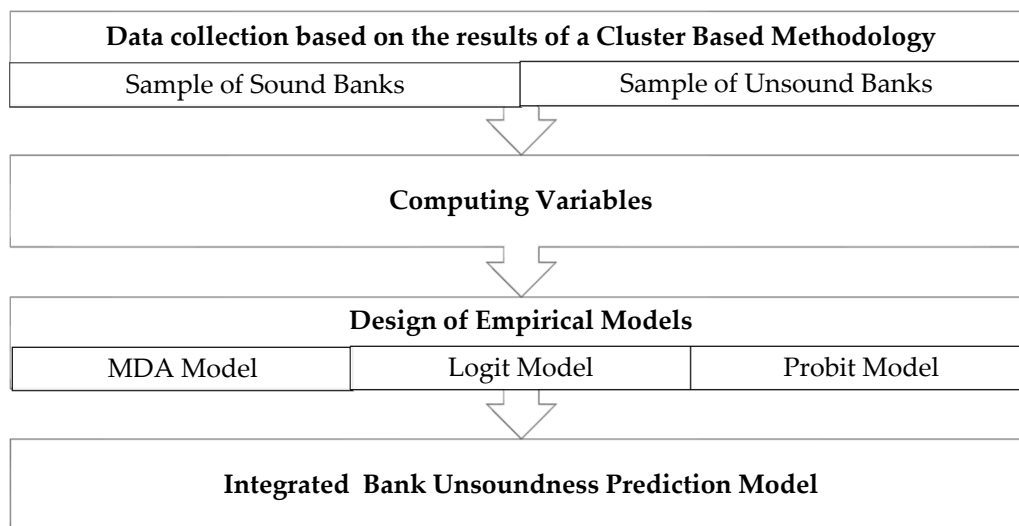 Data collection based on the results of a Cluster Based Methodology
Sample of Sound Banks
Sample of Unsound Banks
Computing Variables
Design of Empirical Models
MDA Model
Logit Model
Probit Model
Integrated Bank Unsoundness Prediction Model